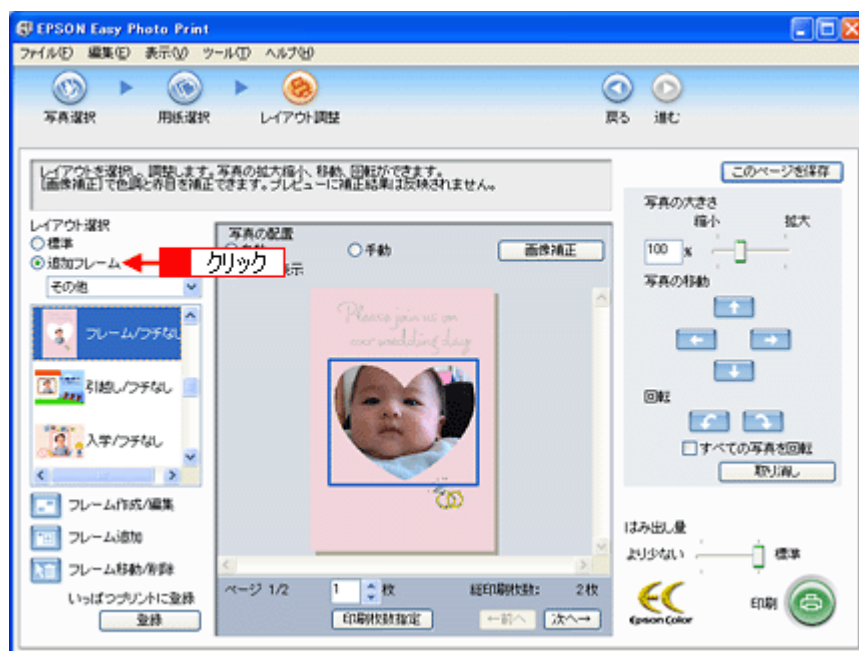 EPSON Easy Photo Print
ファイル(F) 編集(E) 表示(V) ツール(T) ヘルプ(H)
写真選択 用紙選択 レイアウト調整 戻る 進む
レイアウトを選択し、調整します。写真の拡大縮小、移動、回転ができます。
[画像補正]で色調と赤目を補正できます。プレビューに補正結果は反映されません。
このページを保存
レイアウト選択
標準
追加フレーム
クリック
その他
フレーム/フチなし
引越し/フチなし
入学/フチなし
フレーム作成/編集
フレーム追加
フレーム移動/削除
いっぱつプリントに登録
登録
写真の配置
手動
画像補正
表示
Please join us on
our wedding day
ページ 1/2
1 枚
総印刷枚数: 2枚
印刷枚数指定
←前へ
次へ→
写真の大きさ
縮小 拡大
100 %
写真の移動
回転
すべての写真を回転
取り消し
はみ出し量
より少ない 標準
Epson Color
印刷